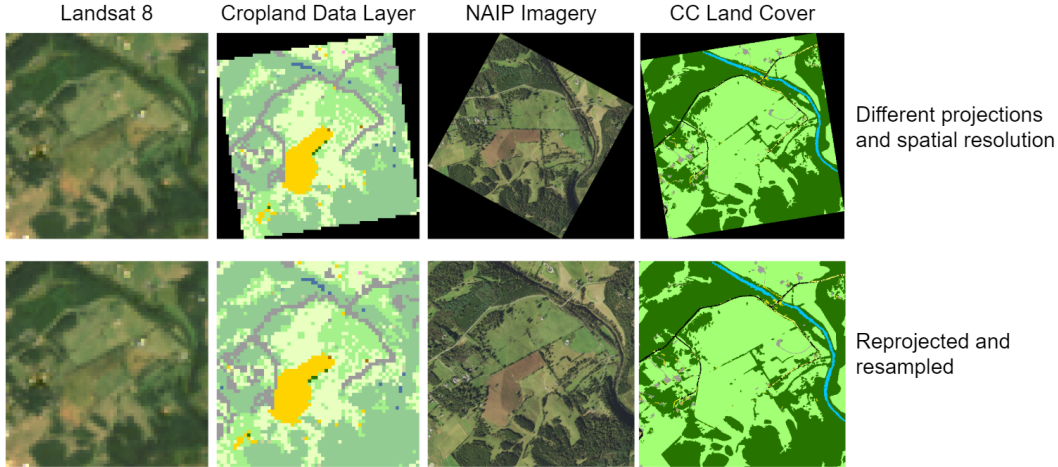 Landsat 8
Cropland Data Layer
NAIP Imagery
CC Land Cover
Different projections
and spatial resolution
Reprojected and
resampled